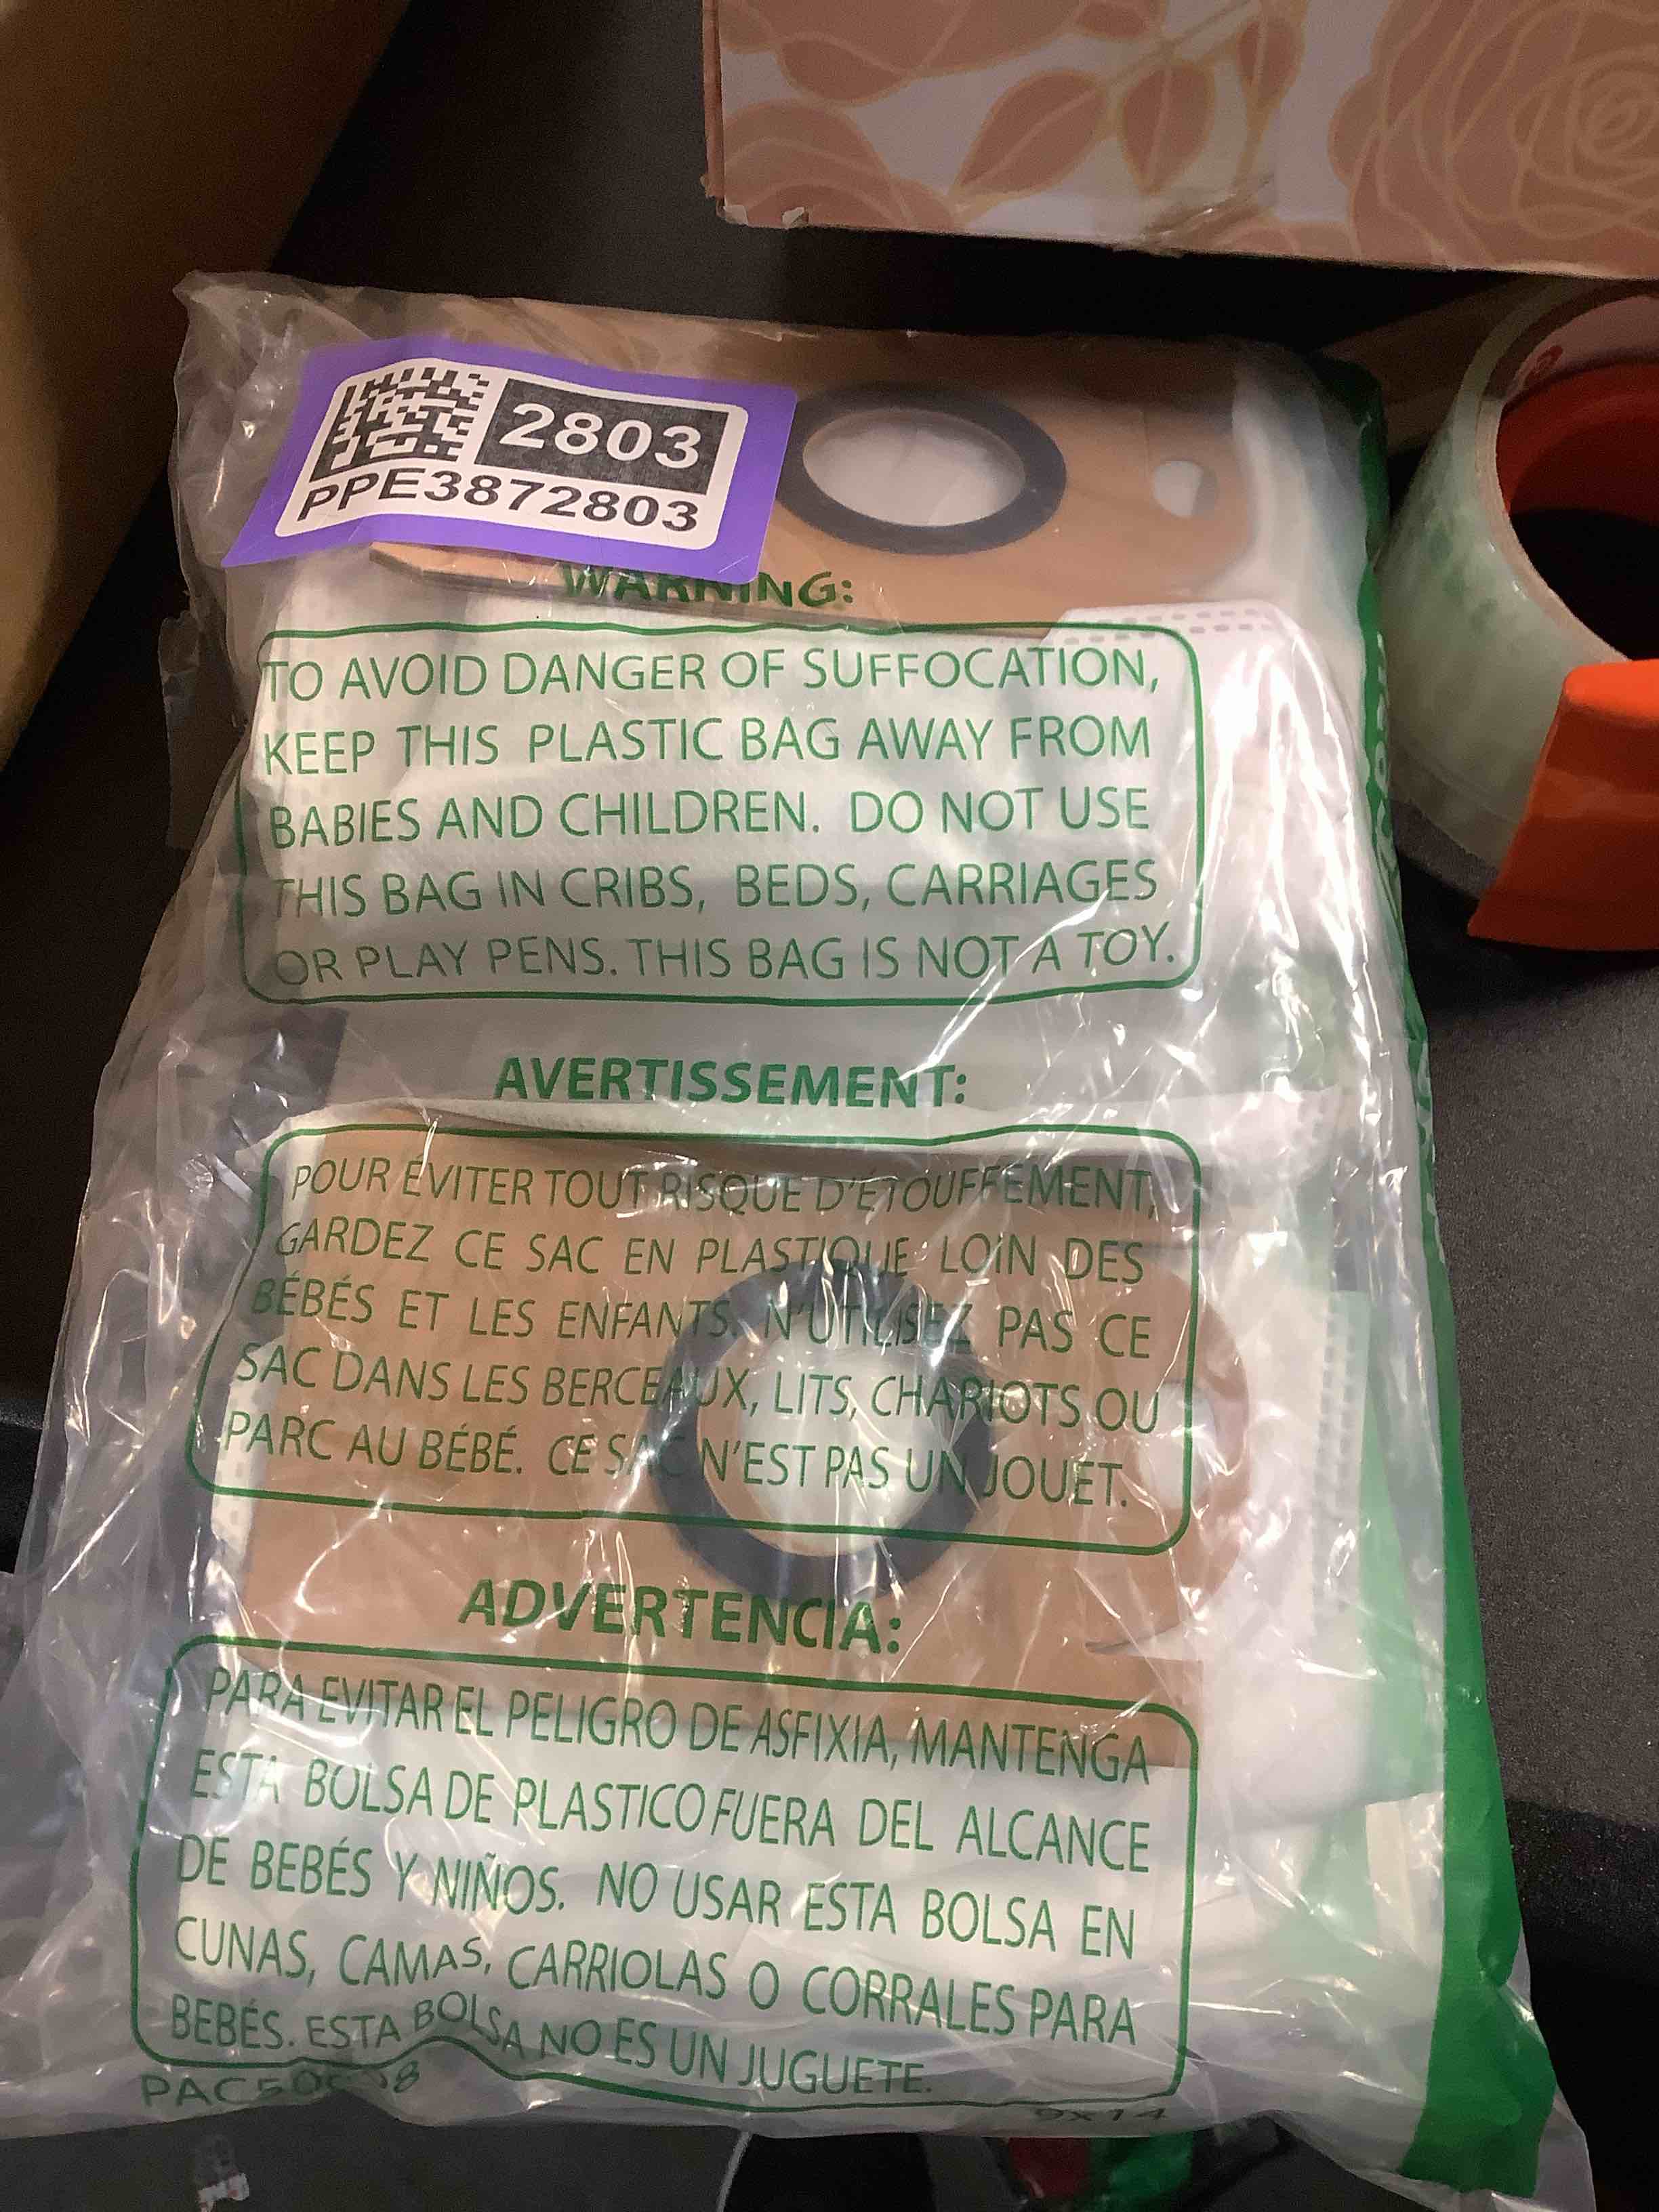 2803
PPE3872803
WARNING:
TO AVOID DANGER OF SUFFOCATION,
KEEP THIS PLASTIC BAG AWAY FROM
BABIES AND CHILDREN. DO NOT USE
THIS BAG IN CRIBS, BEDS, CARRIAGES
OR PLAY PENS. THIS BAG IS NOT A TOY.
AVERTISSEMENT:
POUR ÉVITER TOUT RISQUE D'ÉTOUFFEMENT,
GARDEZ CE SAC EN PLASTIQUE LOIN DES
BÉBÉS ET LES ENFANTS. N'UTILISEZ PAS CE
SAC DANS LES BERCEAUX, LITS, CHARIOTS OU
PARC AU BÉBÉ. CE SAC N'EST PAS UN JOUET.
ADVERTENCIA:
PARA EVITAR EL PELIGRO DE ASFIXIA, MANTENGA
ESTA BOLSA DE PLASTICO FUERA DEL ALCANCE
DE BEBÉS Y NIÑOS. NO USAR ESTA BOLSA EN
CUNAS, CAMAS, CARRIOLAS O CORRALES PARA
BEBÉS. ESTA BOLSA NO ES UN JUGUETE.
9X14